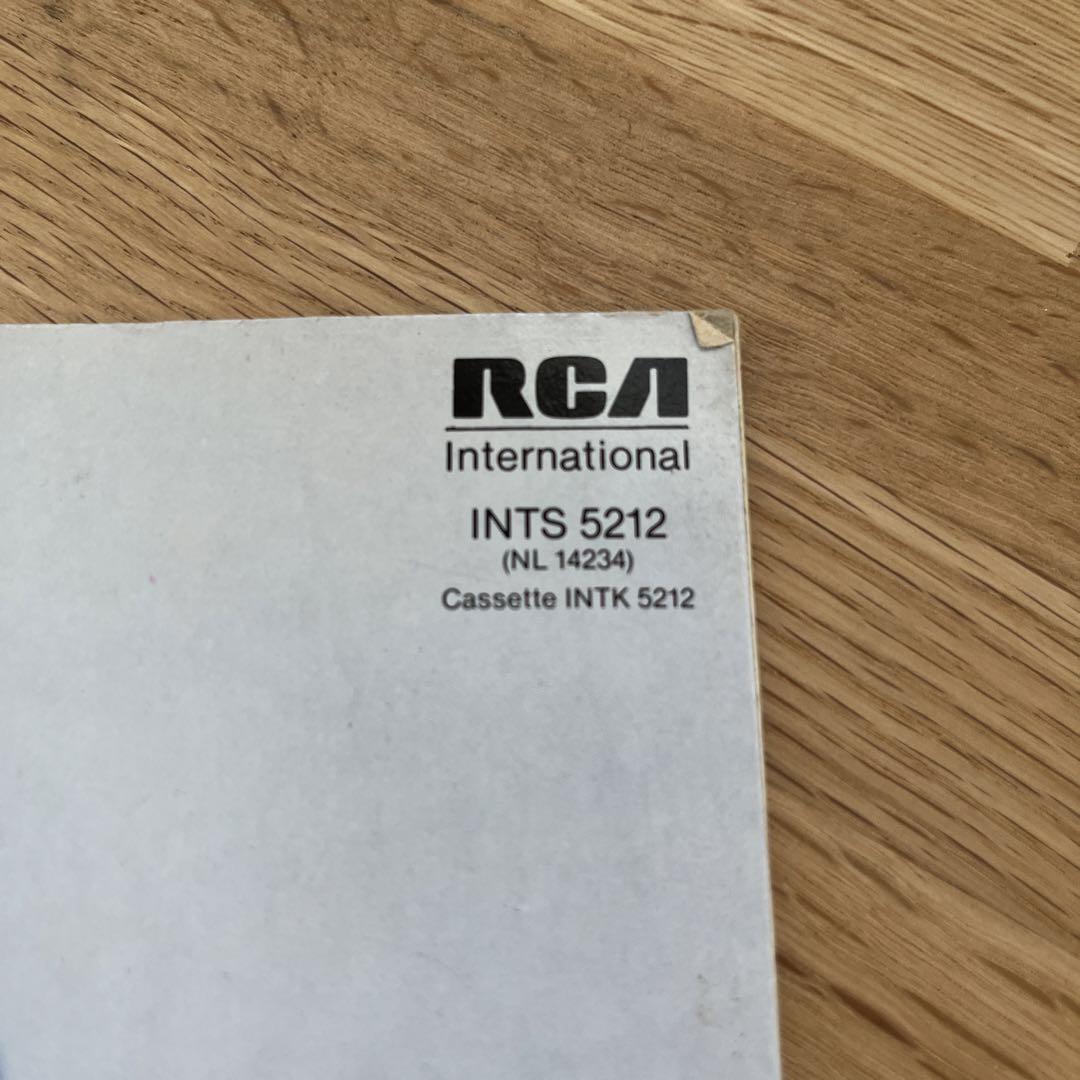 RCA
International
INTS 5212
(NL 14234)
Cassette INTK 5212